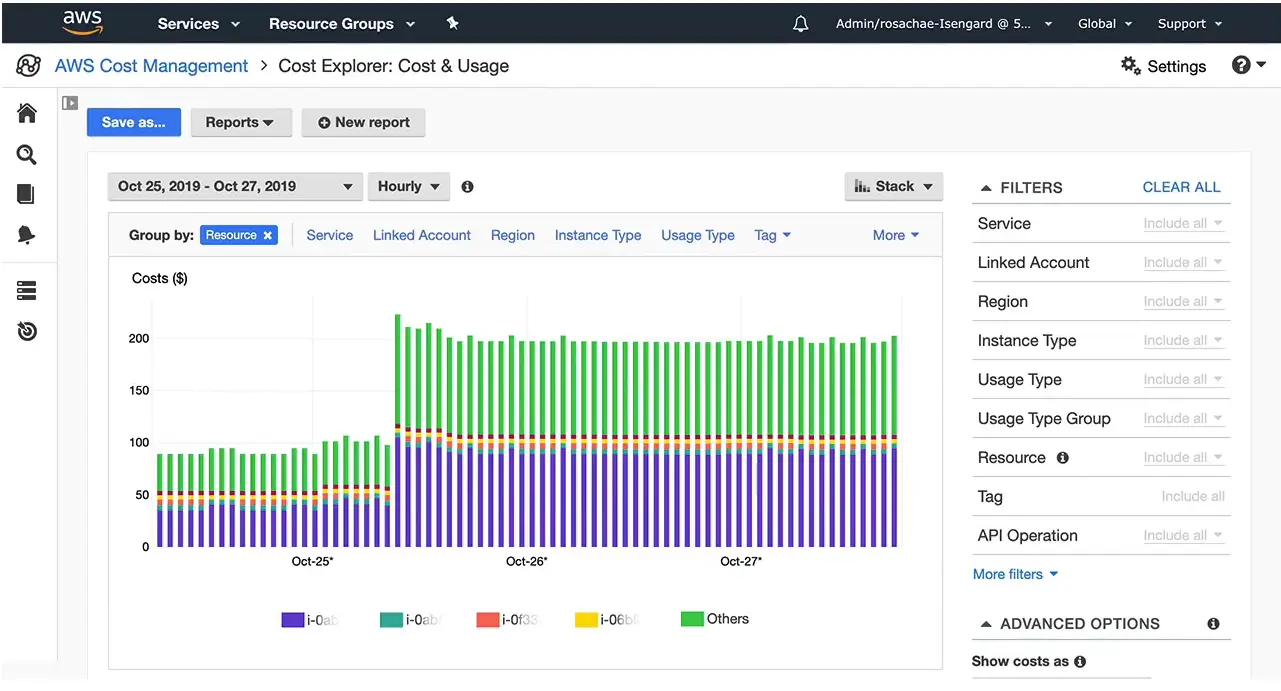 aws Services Resource Groups Admin/rosachae-Isengard @ 5... Global Support
AWS Cost Management > Cost Explorer: Cost & Usage Settings ?
Save as... Reports New report
Oct 25, 2019 - Oct 27, 2019 Hourly Stack
Group by: Resource × Service Linked Account Region Instance Type Usage Type Tag More
Costs ($)
200
150
100
50
0
Oct-25* Oct-26* Oct-27*
i-0ab i-0ab i-0f33 i-06b Others
FILTERS CLEAR ALL
Service Include all
Linked Account Include all
Region Include all
Instance Type Include all
Usage Type Include all
Usage Type Group Include all
Resource Include all
Tag Include all
API Operation Include all
More filters
ADVANCED OPTIONS
Show costs as